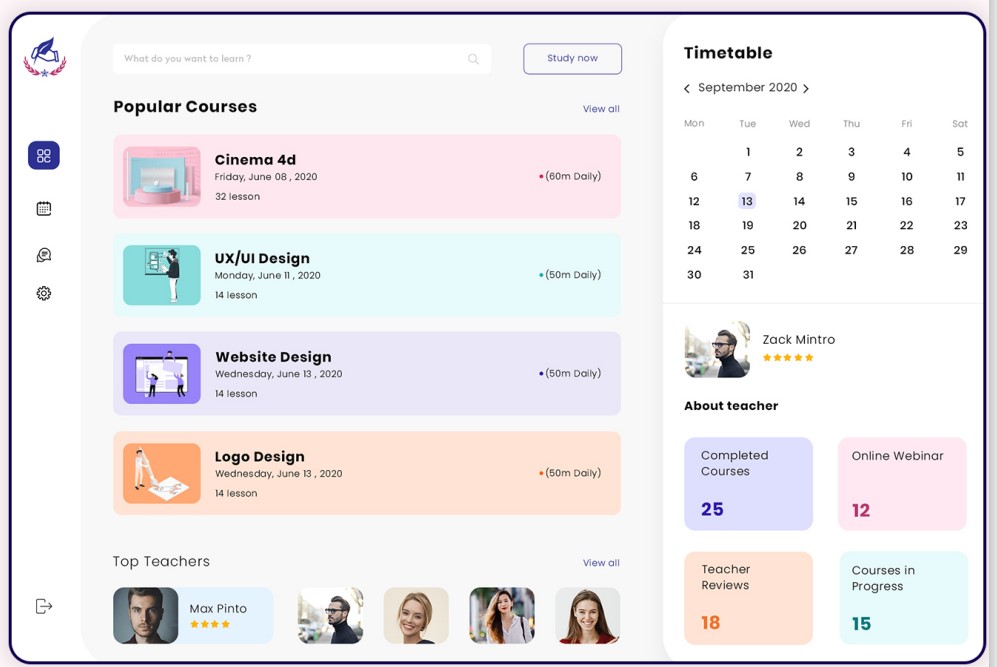 What do you want to learn ?
Study now
Popular Courses
View all
Cinema 4d
Friday, June 08 , 2020
32 lesson
(60m Daily)
UX/UI Design
Monday, June 11 , 2020
14 lesson
(50m Daily)
Website Design
Wednesday, June 13 , 2020
14 lesson
(50m Daily)
Logo Design
Wednesday, June 13 , 2020
14 lesson
(50m Daily)
Top Teachers
View all
Max Pinto
Timetable
September 2020
Mon Tue Wed Thu Fri Sat
1 2 3 4 5
6 7 8 9 10 11
12 13 14 15 16 17
18 19 20 21 22 23
24 25 26 27 28 29
30 31
Zack Mintro
About teacher
Completed
Courses
25
Online Webinar
12
Teacher
Reviews
18
Courses in
Progress
15